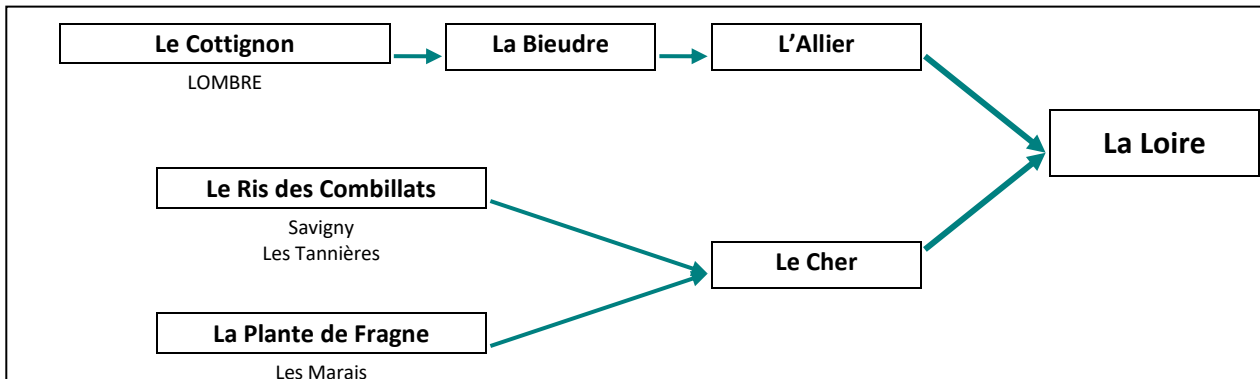 Le Cottignon
La Bieudre
L’Allier
LOMBRE
La Loire
Le Ris des Combillats
Savigny
Les Tannières
Le Cher
La Plante de Fragne
Les Marais